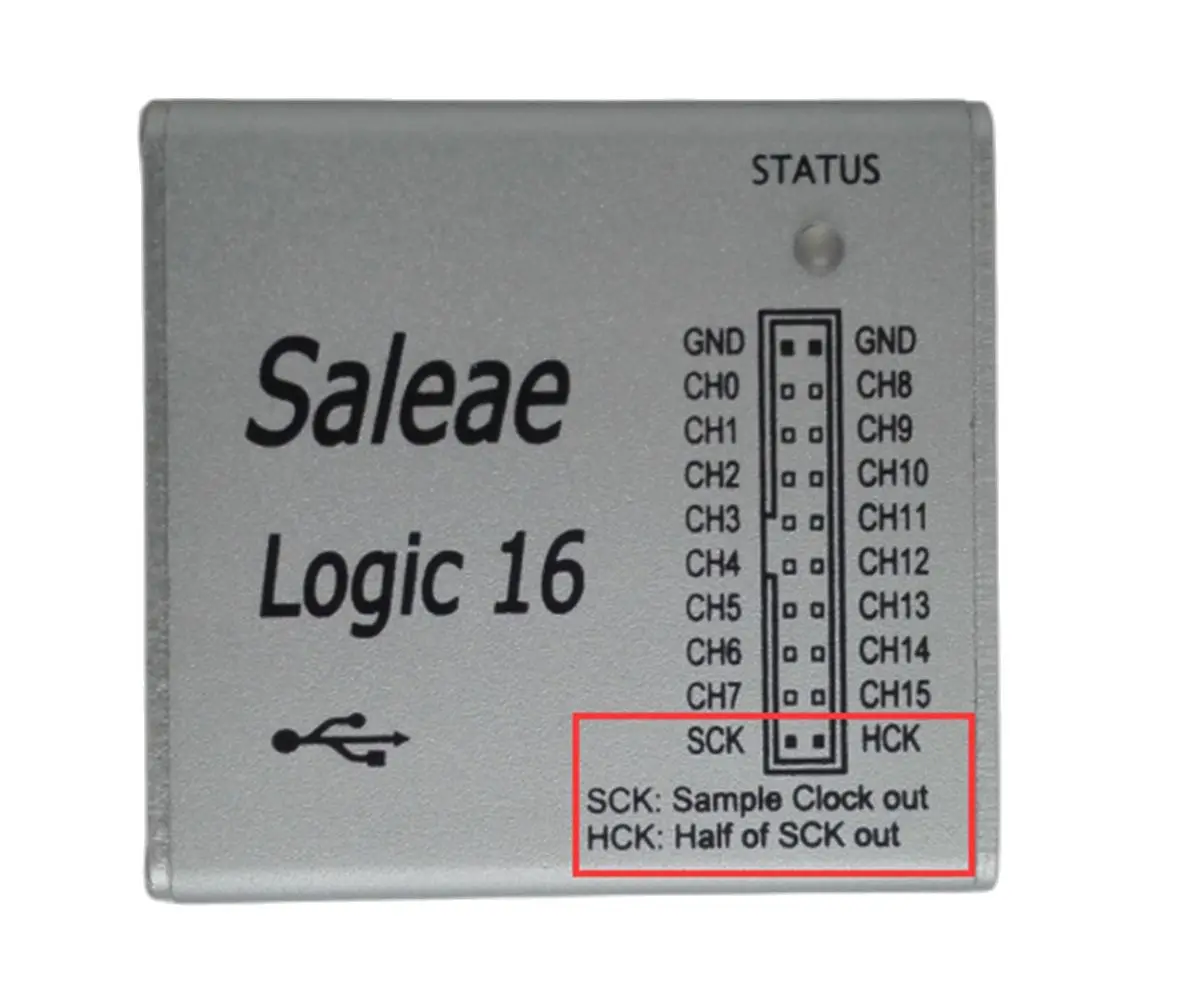 STATUS
GND GND
CH0 CH8
CH1 CH9
CH2 CH10
CH3 CH11
CH4 CH12
CH5 CH13
CH6 CH14
CH7 CH15
SCK HCK
Saleae
Logic 16
SCK: Sample Clock out
HCK: Half of SCK out